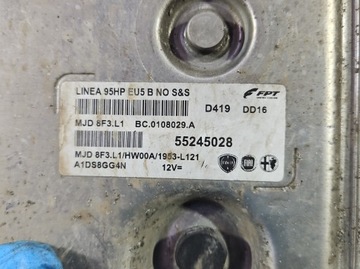 LINEA 95HP EU5 B NO S&S
FPT
D419 DD16
MJD 8F3.L1 BC.0108029.A
55245028
MJD 8F3.L1/HW00A/1953-L121
A1DS8GG4N 12V=